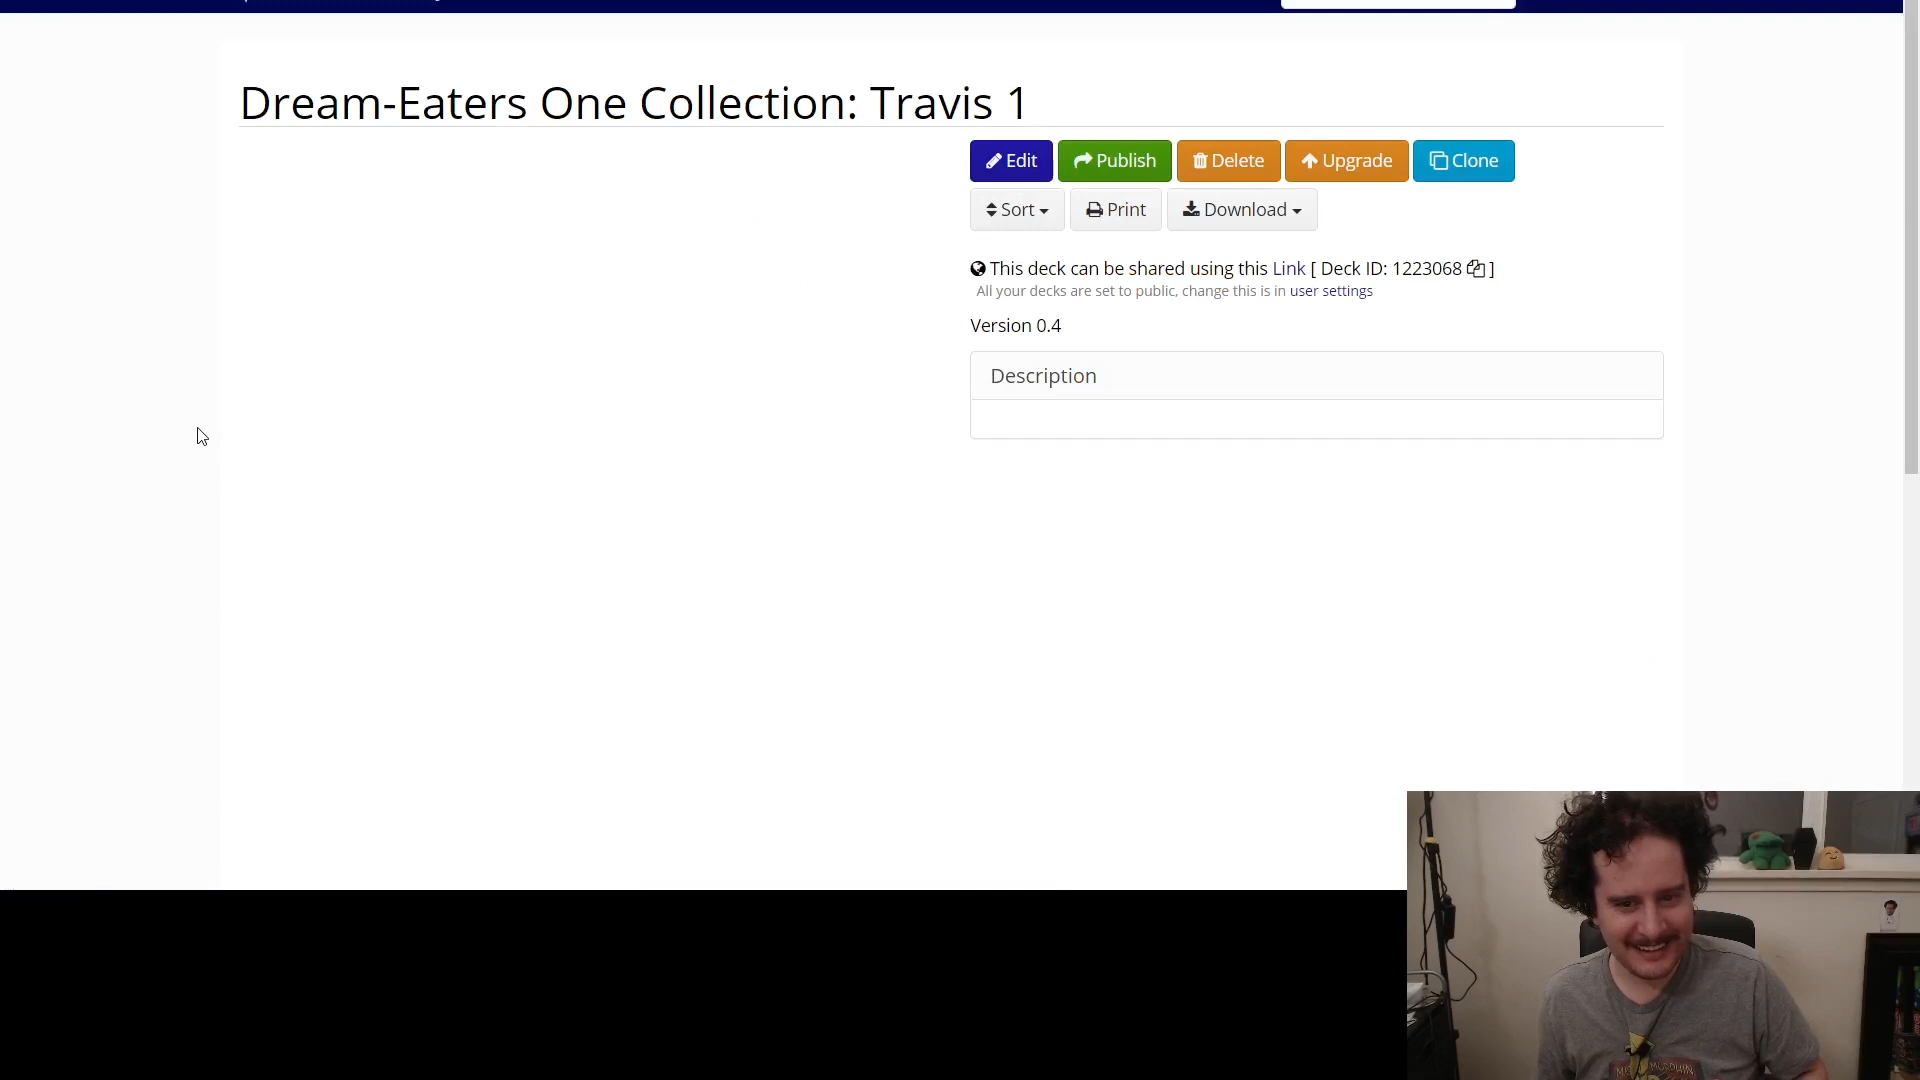 Dream-Eaters One Collection: Travis 1
Edit Publish Delete Upgrade Clone
Sort Print Download
This deck can be shared using this Link [ Deck ID: 1223068 ]
All your decks are set to public, change this is in user settings
Version 0.4
Description